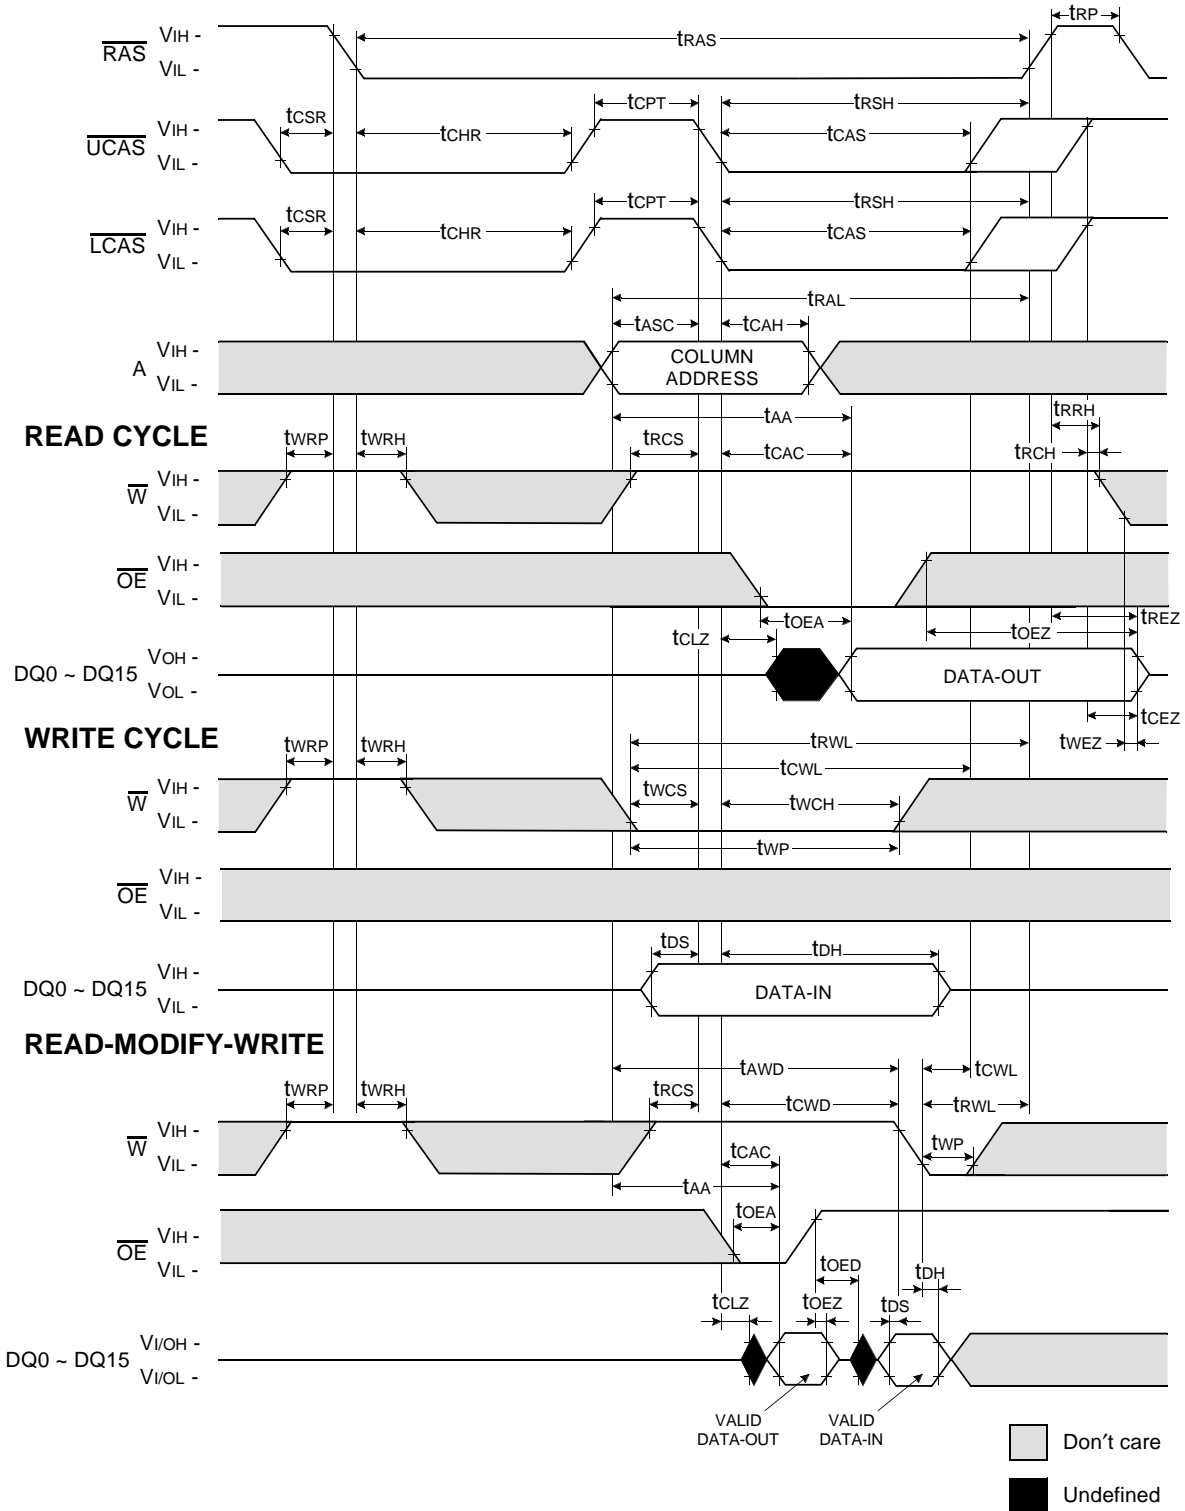 tRP
RAS VIH -
tRAS
VIL -
tCSR tCPT tRSH
UCAS VIH -
tCHR tCAS
VIL -
tCSR tCPT tRSH
LCAS VIH -
tCHR tCAS
VIL -
tRAL
tASC tCAH
A VIH -
VIL -
COLUMN
ADDRESS
tAA tRRH
READ CYCLE
tWRP tWRH tRCS tCAC tRCH
W VIH -
VIL -
OE VIH -
VIL -
tOEA tREZ
tCLZ tOEZ
DQ0 ~ DQ15 VOH -
VOL -
DATA-OUT
tCEZ
WRITE CYCLE
tWRP tWRH tRWL tWEZ
tCWL
W VIH -
VIL -
tWCS tWCH
tWP
OE VIH -
VIL -
tDS tDH
DQ0 ~ DQ15 VIH -
VIL -
DATA-IN
READ-MODIFY-WRITE
tAWD tCWL
tWRP tWRH tRCS tCWD tRWL
W VIH -
VIL -
tWP
tCAC
tAA
tOEA
OE VIH -
VIL -
tOED tDH
tCLZ tOEZ tDS
DQ0 ~ DQ15 VI/OH -
VI/OL -
VALID
DATA-OUT
VALID
DATA-IN
Don't care
Undefined